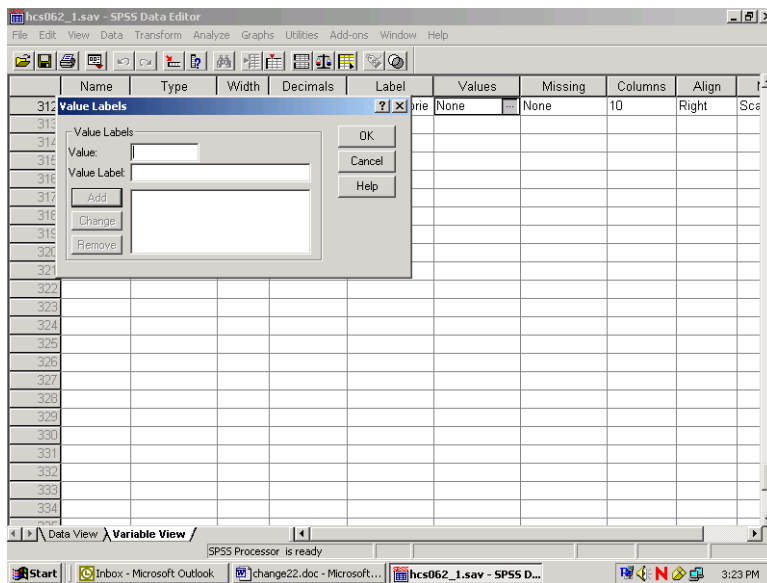 hcs062_1.sav - SPSS Data Editor
File Edit View Data Transform Analyze Graphs Utilities Add-ons Window Help
Name Type Width Decimals Label Values Missing Columns Align
312 None None 10 Right
Value Labels
Value Labels
Value:
Value Label:
Add
Change
Remove
OK
Cancel
Help
313
314
315
316
317
318
319
320
321
322
323
324
325
326
327
328
329
330
331
332
333
334
Data View Variable View
SPSS Processor is ready
Start Inbox - Microsoft Outlook change22.doc - Microsoft... hcs062_1.sav - SPSS D... 3:23 PM